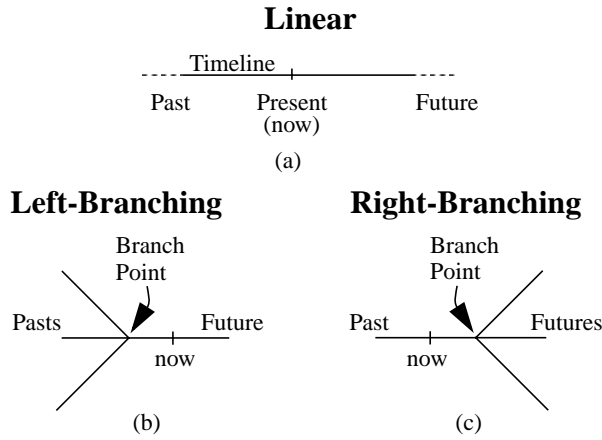 Linear
Timeline
Past Present Future
(now)
(a)
Left-Branching
Branch
Point
Pasts Future
now
(b)
Right-Branching
Branch
Point
Past Futures
now
(c)